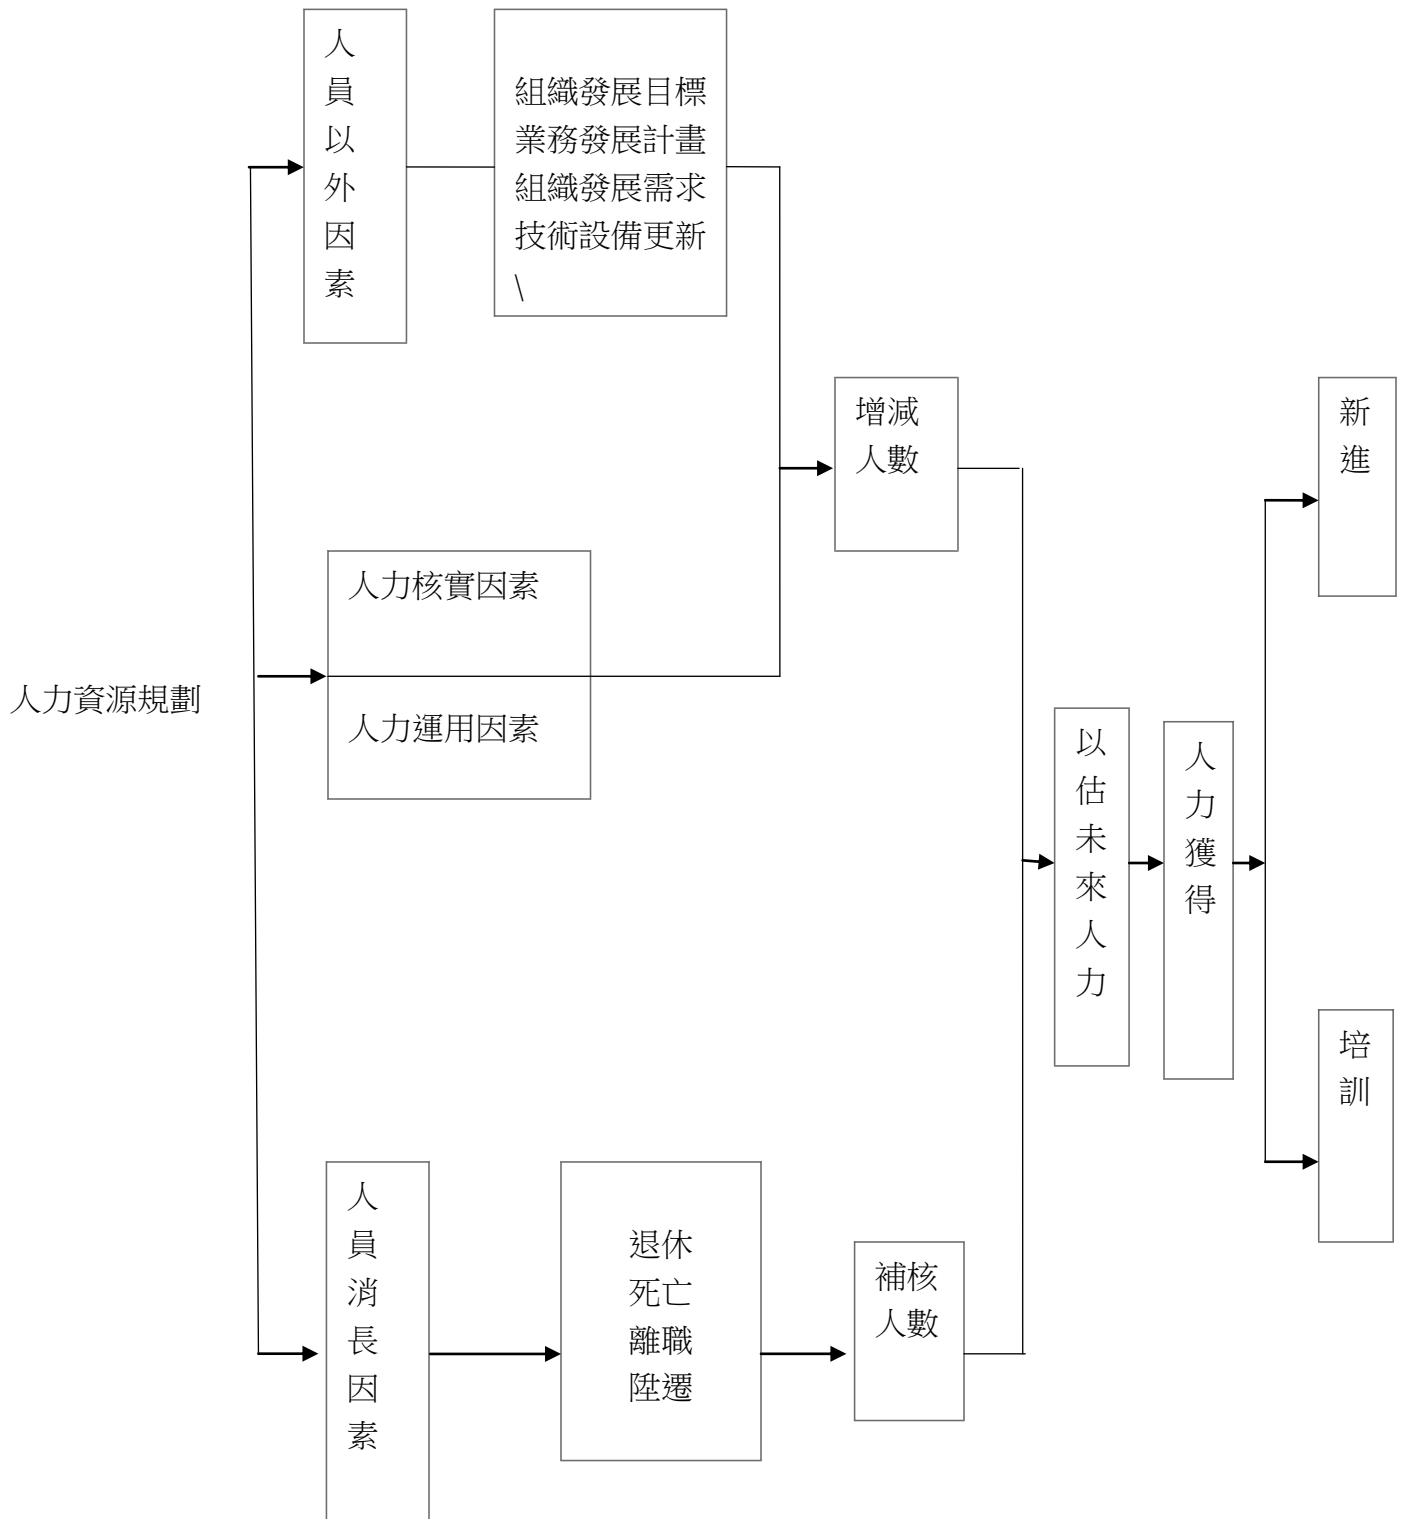 人力資源規劃
人
員
以
外
因
素
組織發展目標
業務發展計畫
組織發展需求
技術設備更新
\
人力核實因素
人力運用因素
增減
人數
人
員
消
長
因
素
退休
死亡
離職
陞遷
補核
人數
以
估
未
來
人
力
人
力
獲
得
新
進
培
訓